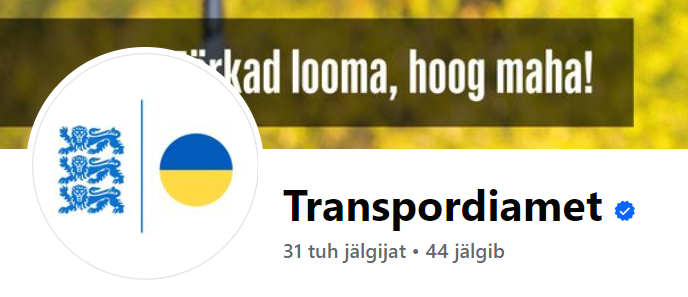 looma, hoog maha!
Transpordiamet
31 tuh jälgijat • 44 jälgib